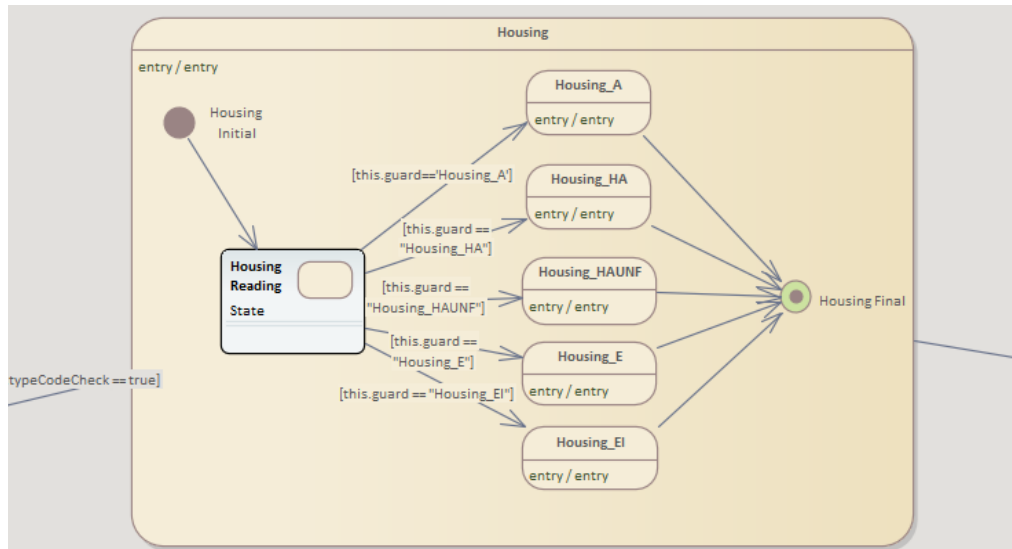 Housing
entry / entry
Housing
Initial
Housing_A
entry / entry
[this.guard=='Housing_A']
Housing_HA
entry / entry
[this.guard ==
"Housing_HA"]
Housing
Reading
State
[this.guard ==
"Housing_HAUNF"]
Housing_HAUNF
entry / entry
Housing Final
[this.guard ==
"Housing_E"]
Housing_E
entry / entry
typeCodeCheck == true]
[this.guard == "Housing_EI"]
Housing_EI
entry / entry